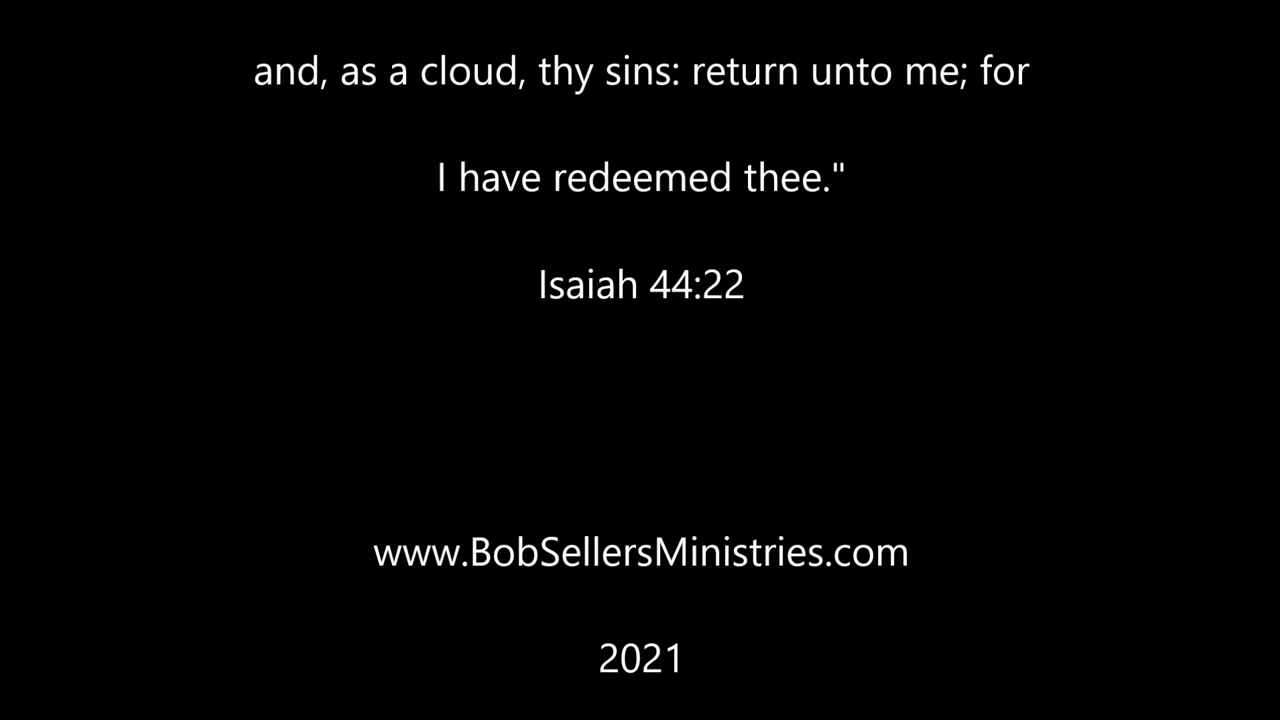 and, as a cloud, thy sins: return unto me; for
I have redeemed thee."
Isaiah 44:22
www.BobSellersMinistries.com
2021